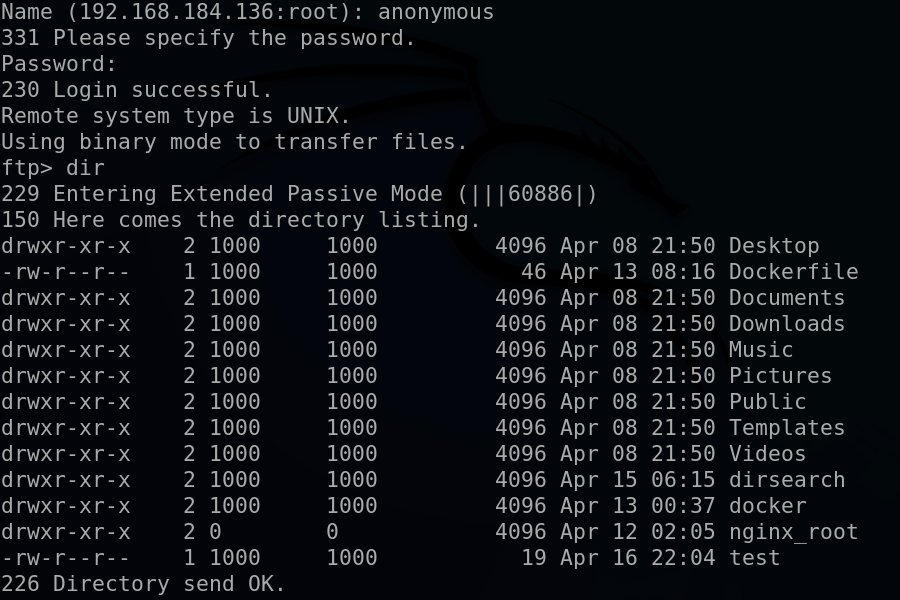 Name (192.168.184.136:root): anonymous
331 Please specify the password.
Password:
230 Login successful.
Remote system type is UNIX.
Using binary mode to transfer files.
ftp> dir
229 Entering Extended Passive Mode (|||60886|)
150 Here comes the directory listing.
drwxr-xr-x    2 1000     1000         4096 Apr 08 21:50 Desktop
-rw-r--r--    1 1000     1000           46 Apr 13 08:16 Dockerfile
drwxr-xr-x    2 1000     1000         4096 Apr 08 21:50 Documents
drwxr-xr-x    2 1000     1000         4096 Apr 08 21:50 Downloads
drwxr-xr-x    2 1000     1000         4096 Apr 08 21:50 Music
drwxr-xr-x    2 1000     1000         4096 Apr 08 21:50 Pictures
drwxr-xr-x    2 1000     1000         4096 Apr 08 21:50 Public
drwxr-xr-x    2 1000     1000         4096 Apr 08 21:50 Templates
drwxr-xr-x    2 1000     1000         4096 Apr 08 21:50 Videos
drwxr-xr-x    2 1000     1000         4096 Apr 15 06:15 dirsearch
drwxr-xr-x    2 1000     1000         4096 Apr 13 00:37 docker
drwxr-xr-x    2 0        0            4096 Apr 12 02:05 nginx_root
-rw-r--r--    1 1000     1000           19 Apr 16 22:04 test
226 Directory send OK.